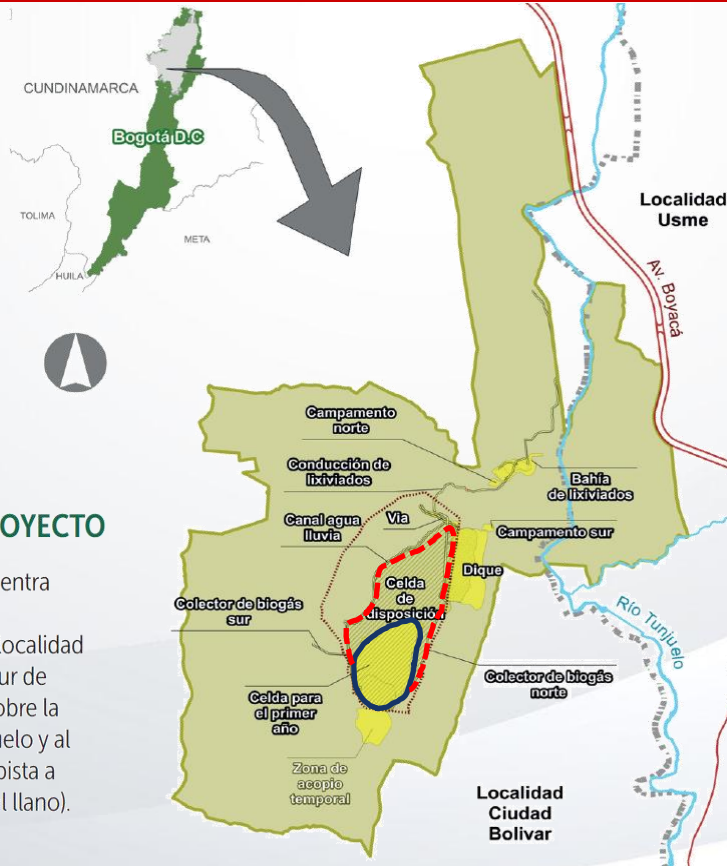 CUNDINAMARCA
Bogotá D.C
TOLIMA
META
HUILA
Localidad
Usme
Av. Boyacá
Campamento
norte
Conducción de
lixiviados
Bahía
de lixiviados
Canal agua
lluvia
Via
Campamento sur
Dique
Celda
de
disposición
Colector de biogás
sur
Río Tunjuelo
Colector de biogás
norte
Celda para
el primer
año
Zona de
acopio
temporal
Localidad
Ciudad
Bolivar
OYECTO
entra
ocalidad
ur de
obre la
uelo y al
pista a
l llano).